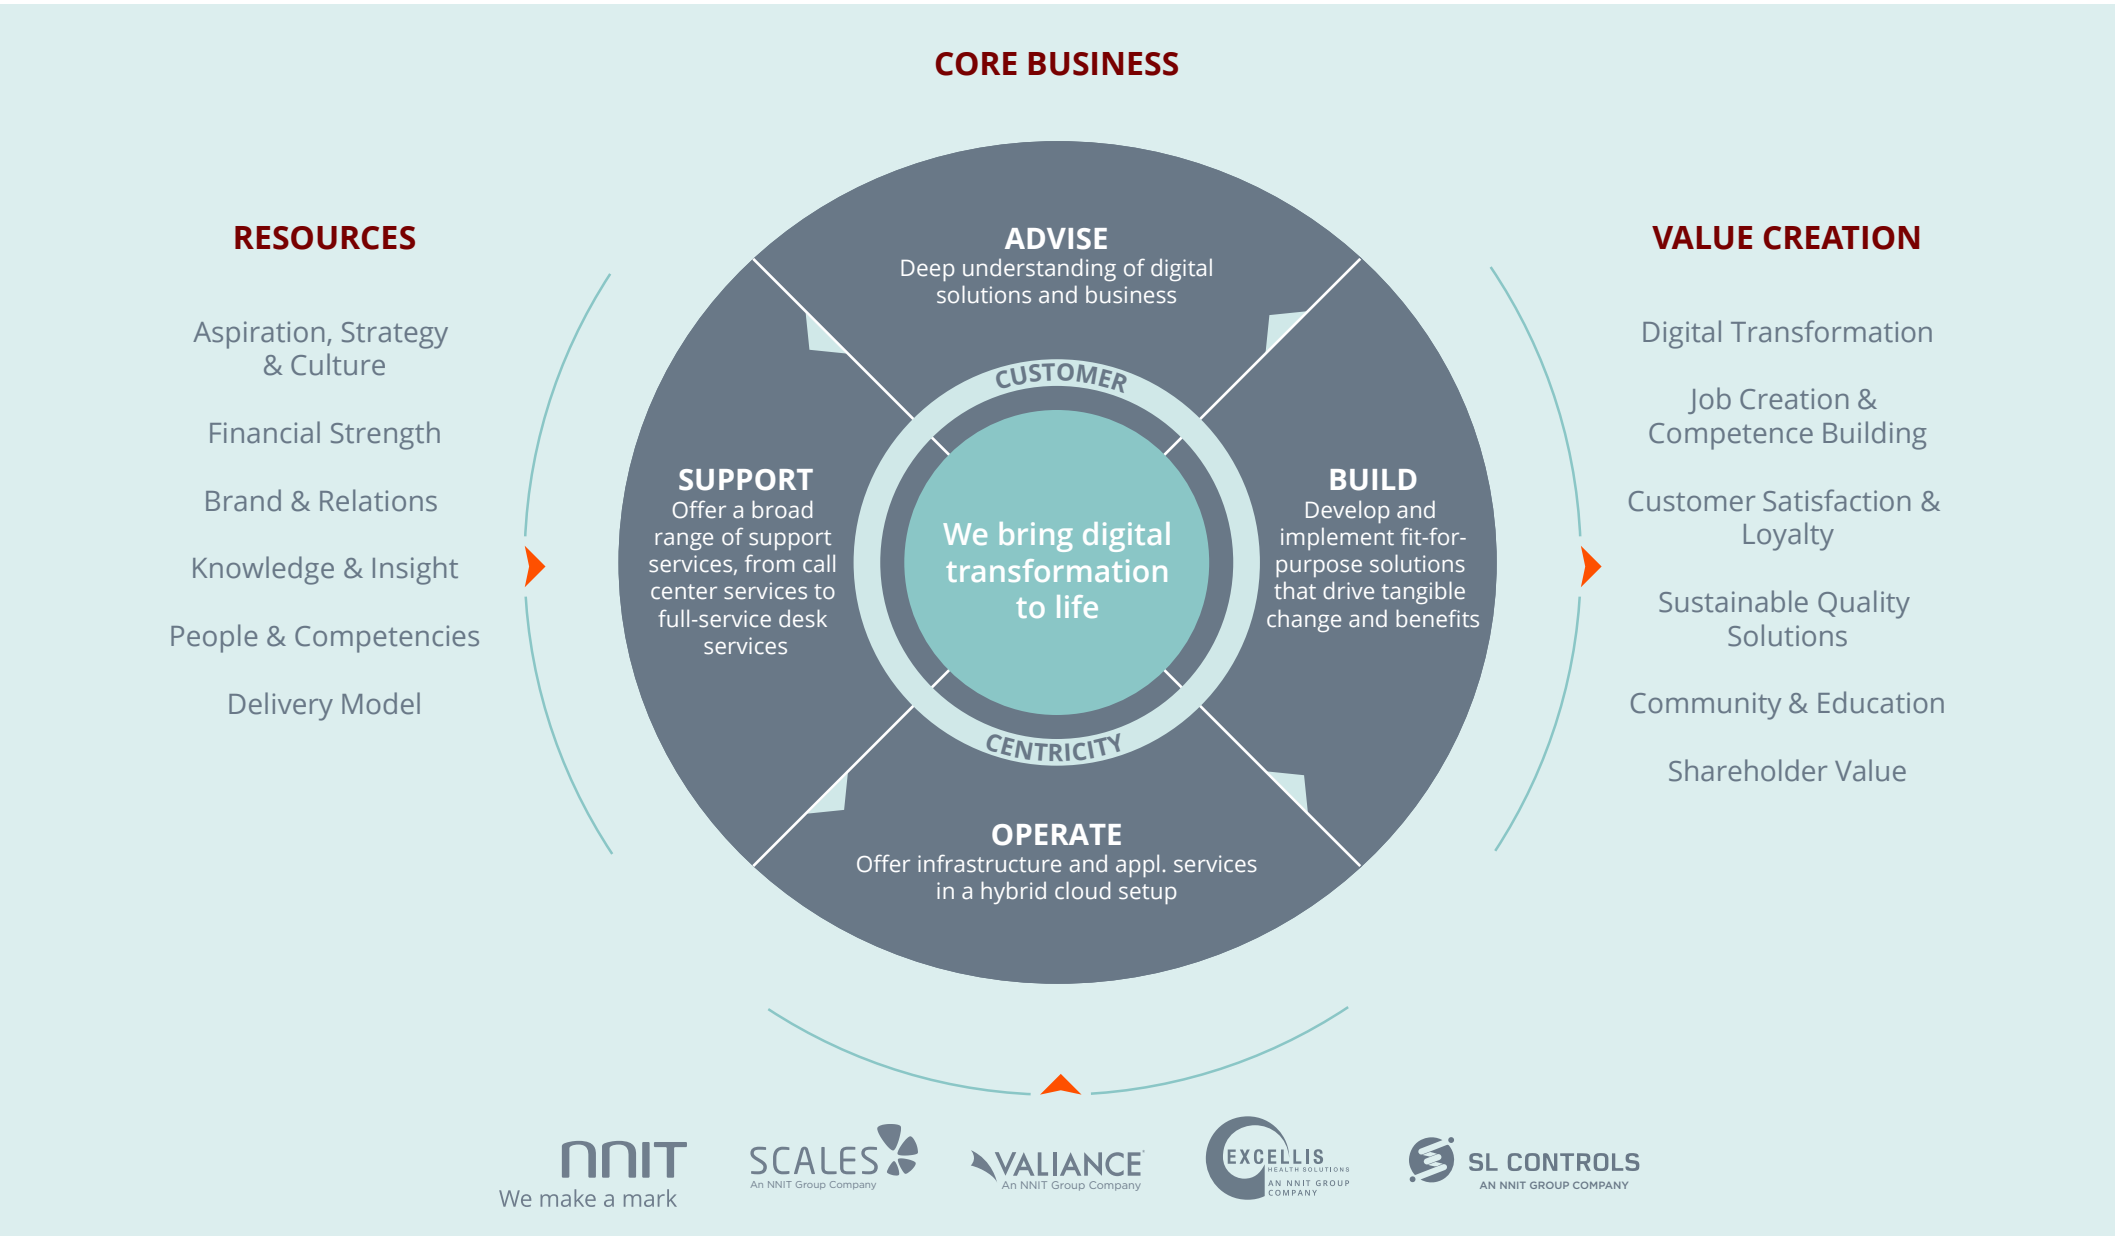 CORE BUSINESS
RESOURCES
Aspiration, Strategy
& Culture
Financial Strength
Brand & Relations
Knowledge & Insight
People & Competencies
Delivery Model
ADVISE
Deep understanding of digital
solutions and business
SUPPORT
Offer a broad
range of support
services, from call
center services to
full-service desk
services
CUSTOMER
We bring digital
transformation
to life
CENTRICITY
BUILD
Develop and
implement fit-for-
purpose solutions
that drive tangible
change and benefits
OPERATE
Offer infrastructure and appl. services
in a hybrid cloud setup
VALUE CREATION
Digital Transformation
Job Creation &
Competence Building
Customer Satisfaction &
Loyalty
Sustainable Quality
Solutions
Community & Education
Shareholder Value
nnIT
We make a mark
SCALES
An NNIT Group Company
VALIANCE
An NNIT Group Company
EXCELLIS
HEALTH SOLUTIONS
AN NNIT GROUP
COMPANY
SL CONTROLS
AN NNIT GROUP COMPANY